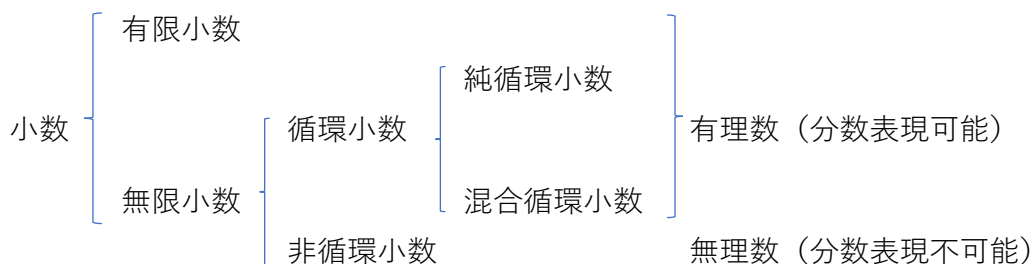 有限小数
純循環小数
小数 循環小数 有理数（分数表現可能）
無限小数 混合循環小数
非循環小数 無理数（分数表現不可能）